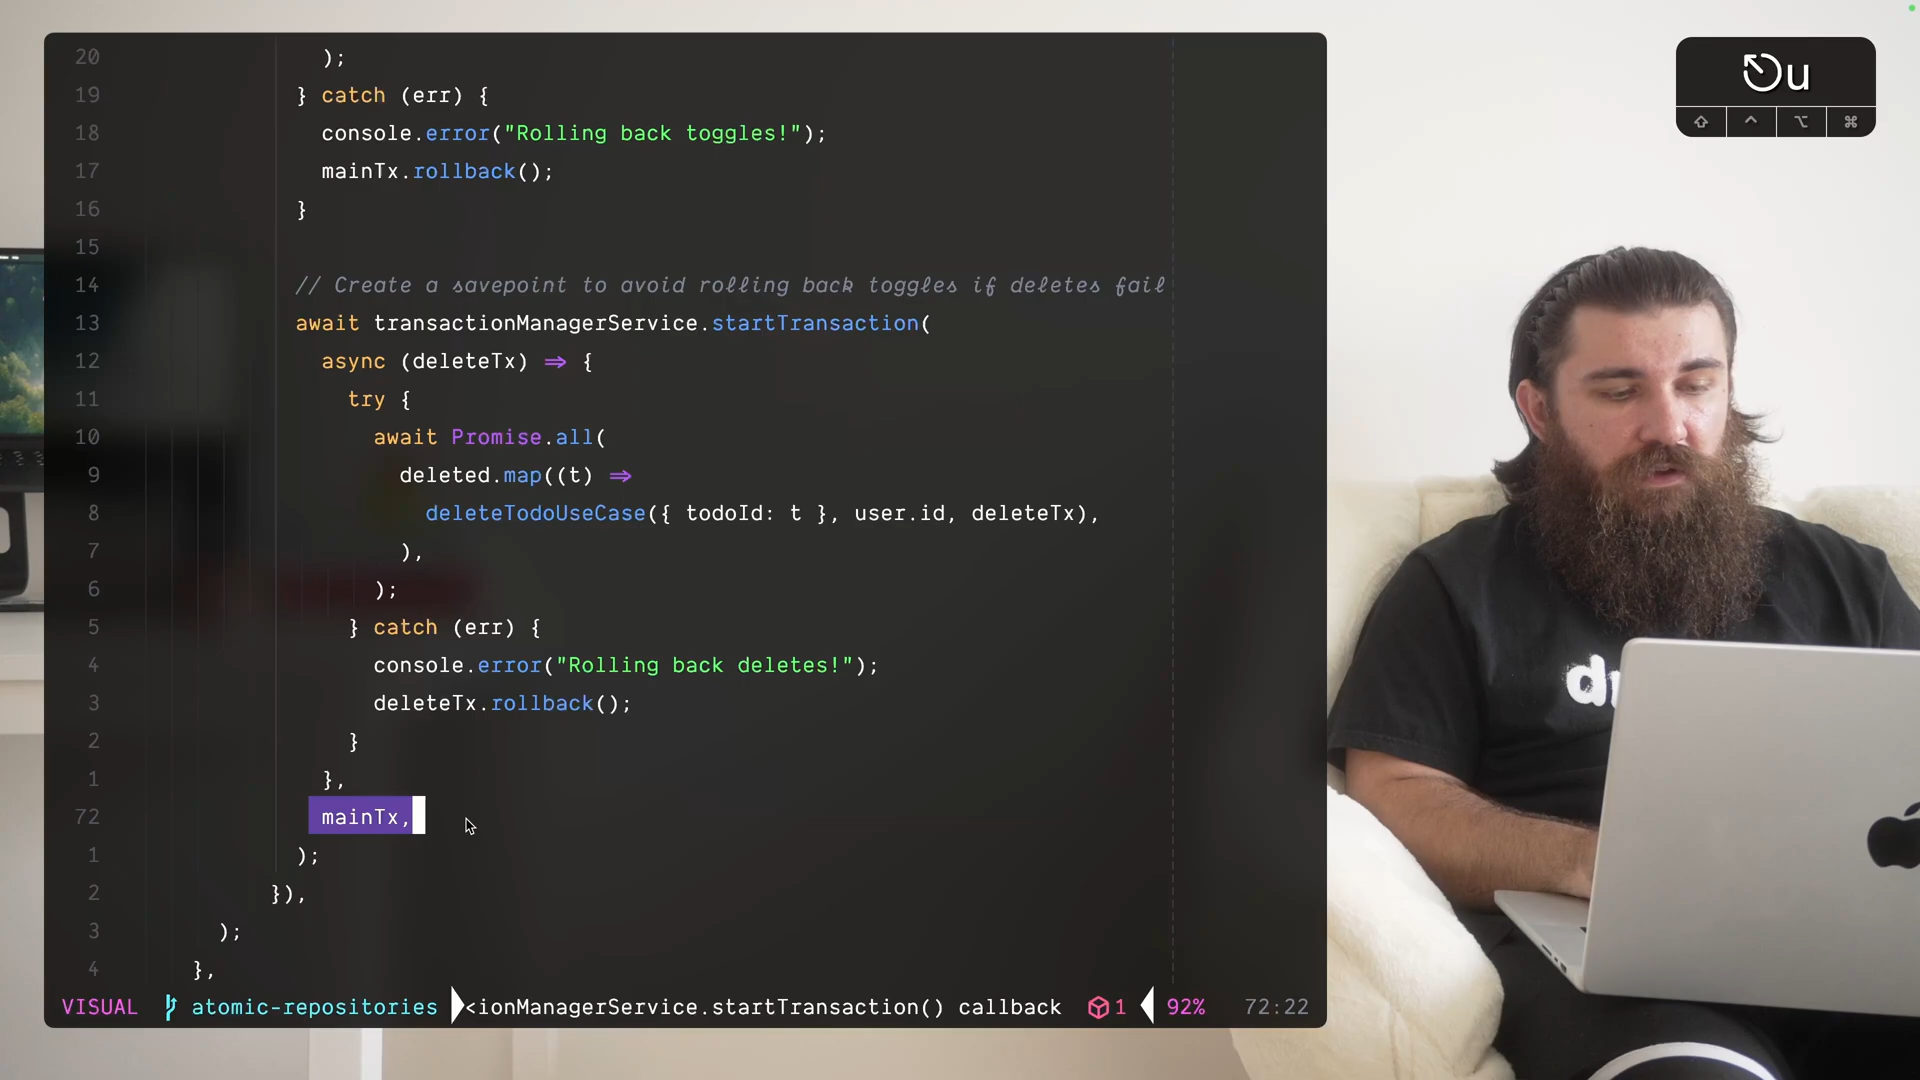 20 );
19 } catch (err) {
18 console.error("Rolling back toggles!");
17 mainTx.rollback();
16 }
15
14 // Create a savepoint to avoid rolling back toggles if deletes fail
13 await transactionManagerService.startTransaction(
12 async (deleteTx) ⇒ {
11 try {
10 await Promise.all(
9 deleted.map((t) ⇒
8 deleteTodoUseCase({ todoId: t }, user.id, deleteTx),
7 ),
6 );
5 } catch (err) {
4 console.error("Rolling back deletes!");
3 deleteTx.rollback();
2 }
1 },
72 mainTx,
1 );
2 }),
3 );
4 },
VISUAL atomic-repositories <ionManagerService.startTransaction() callback 1 92% 72:22
u
⇧ ⌃ ⌥ ⌘